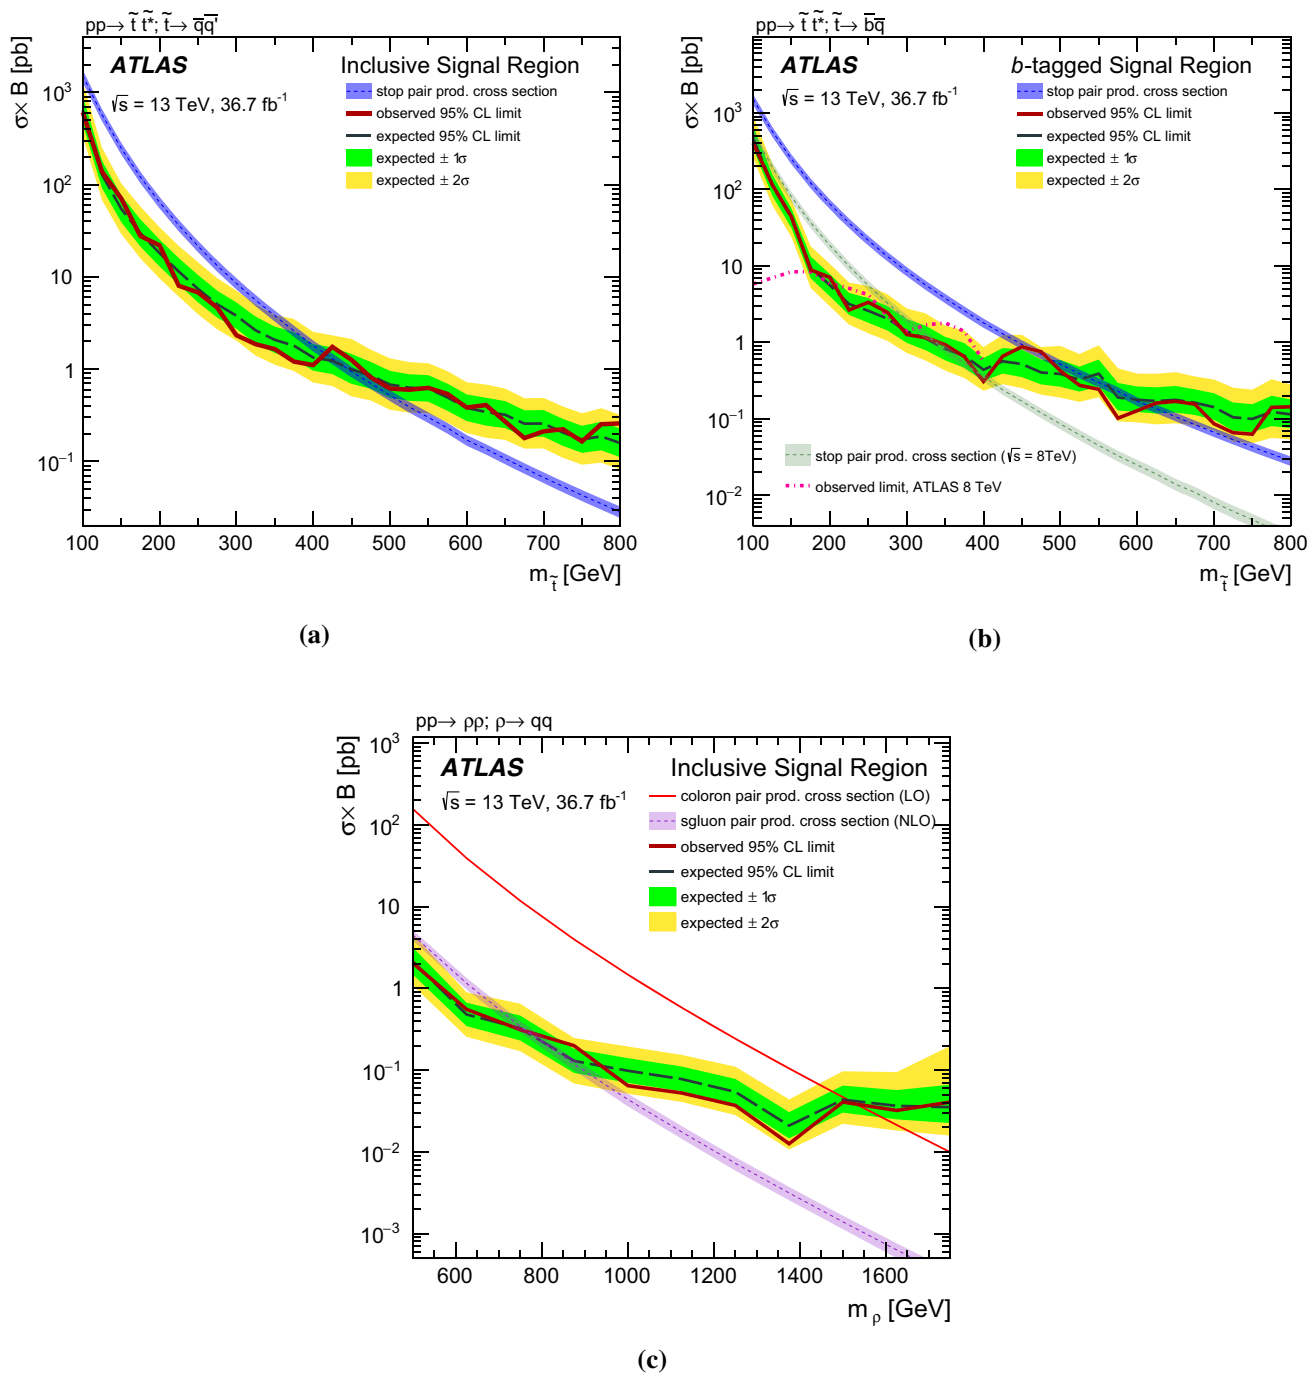 pp→ t̃ t̃*; t̃→ q̅q̅'
σ× B [pb]
ATLAS
Inclusive Signal Region
√s = 13 TeV, 36.7 fb⁻¹
stop pair prod. cross section
observed 95% CL limit
expected 95% CL limit
expected ± 1σ
expected ± 2σ
10³
10²
10
1
10⁻¹
100 200 300 400 500 600 700 800
m_t̃ [GeV]
(a)
pp→ t̃ t̃*; t̃→ b̅q̅
σ× B [pb]
ATLAS
b-tagged Signal Region
√s = 13 TeV, 36.7 fb⁻¹
stop pair prod. cross section
observed 95% CL limit
expected 95% CL limit
expected ± 1σ
expected ± 2σ
10³
10²
10
1
10⁻¹
10⁻²
stop pair prod. cross section (√s = 8TeV)
observed limit, ATLAS 8 TeV
100 200 300 400 500 600 700 800
m_t̃ [GeV]
(b)
pp→ ρρ; ρ→ qq
σ× B [pb]
ATLAS
Inclusive Signal Region
√s = 13 TeV, 36.7 fb⁻¹
coloron pair prod. cross section (LO)
sgluon pair prod. cross section (NLO)
observed 95% CL limit
expected 95% CL limit
expected ± 1σ
expected ± 2σ
10³
10²
10
1
10⁻¹
10⁻²
10⁻³
600 800 1000 1200 1400 1600
m_ρ [GeV]
(c)